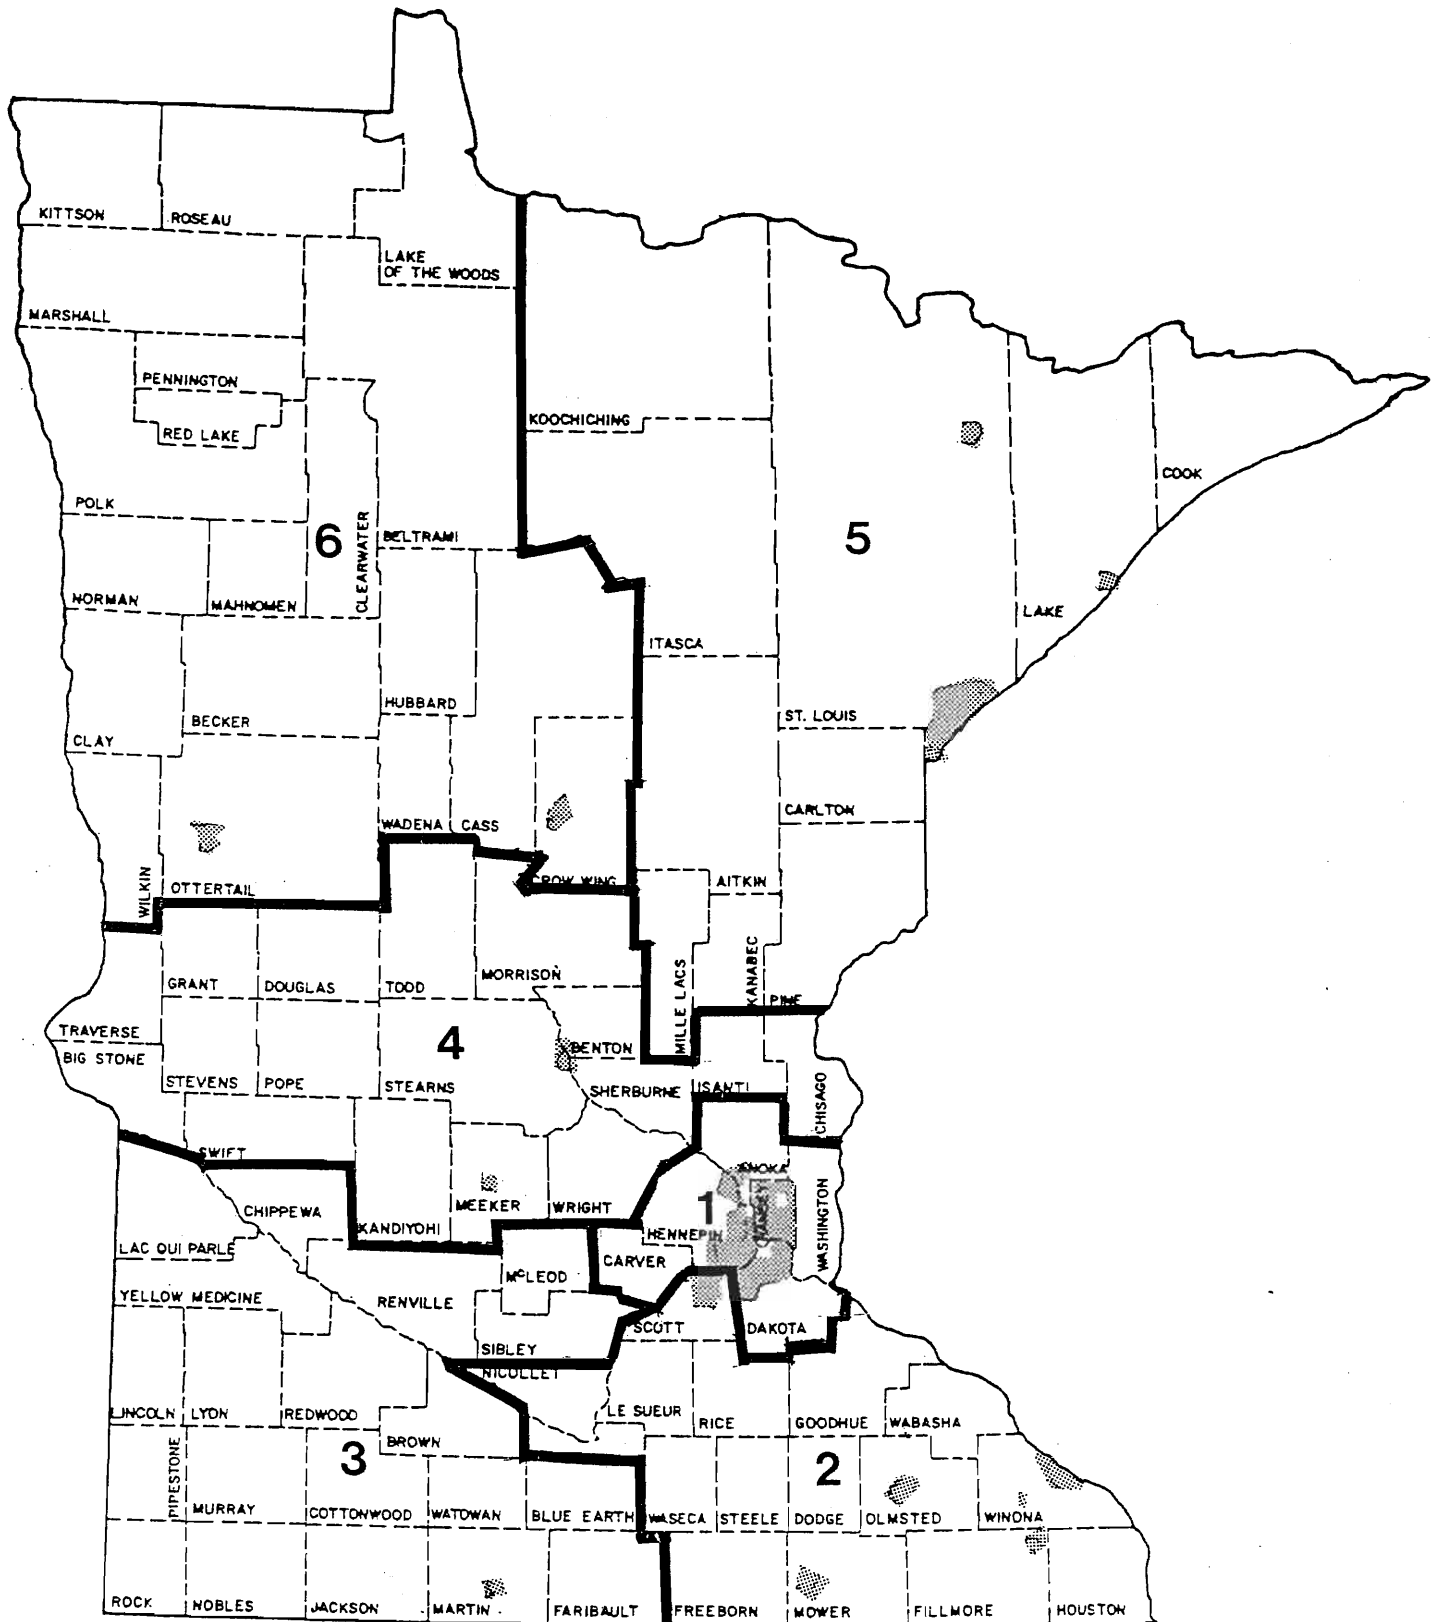 KITTSON
ROSEAU
LAKE
OF THE WOODS
MARSHALL
PENNINGTON
RED LAKE
KOOCHICHING
COOK
POLK
6
CLEARWATER
BELTRAMI
5
NORMAN
MAHNOMEN
LAKE
ITASCA
HUBBARD
BECKER
ST. LOUIS
CLAY
CARLTON
WADENA
CASS
WILKIN
OTTERTAIL
CROW WING
AITKIN
MORRISON
MILLE LACS
KANABEC
PINE
GRANT
DOUGLAS
TODD
TRAVERSE
BIG STONE
4
BENTON
STEVENS
POPE
STEARNS
SHERBURNE
ISANTI
CHISAGO
SWIFT
ANOKA
CHIPPEWA
KANDIYOHI
MEEKER
WRIGHT
1
HENNEPIN
RAMSEY
WASHINGTON
LAC QUI PARLE
CARVER
McLEOD
YELLOW MEDICINE
RENVILLE
SCOTT
DAKOTA
SIBLEY
NICOLLET
LINCOLN
LYON
REDWOOD
LE SUEUR
RICE
GOODHUE
WABASHA
BROWN
3
2
PIPESTONE
MURRAY
COTTONWOOD
WATOWAN
BLUE EARTH
WASECA
STEELE
DODGE
OLMSTED
WINONA
ROCK
NOBLES
JACKSON
MARTIN
FARIBAULT
FREEBORN
MOWER
FILLMORE
HOUSTON